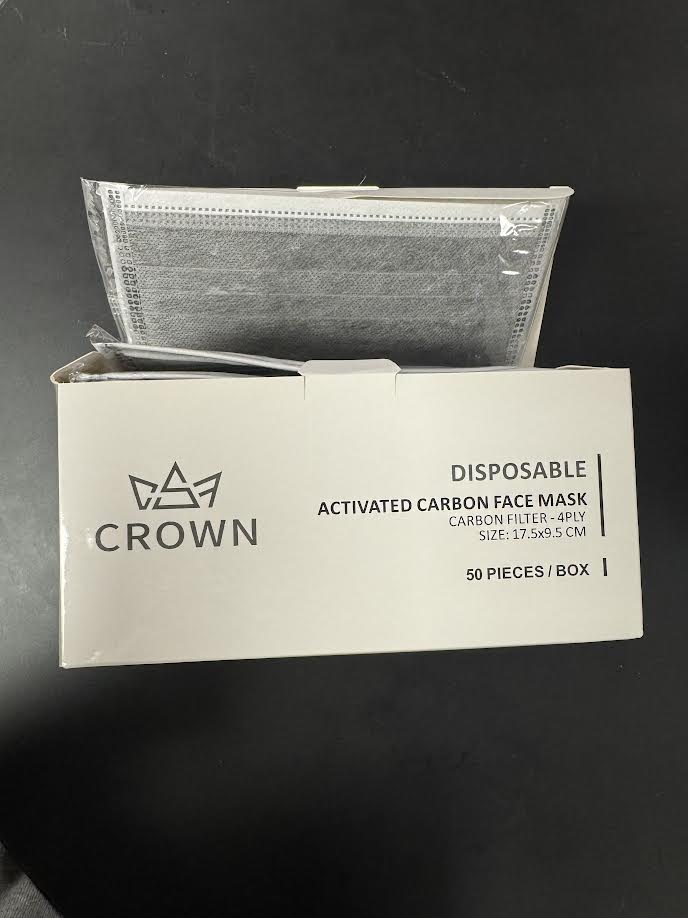 CROWN
DISPOSABLE
ACTIVATED CARBON FACE MASK
CARBON FILTER - 4PLY
SIZE: 17.5x9.5 CM
50 PIECES / BOX